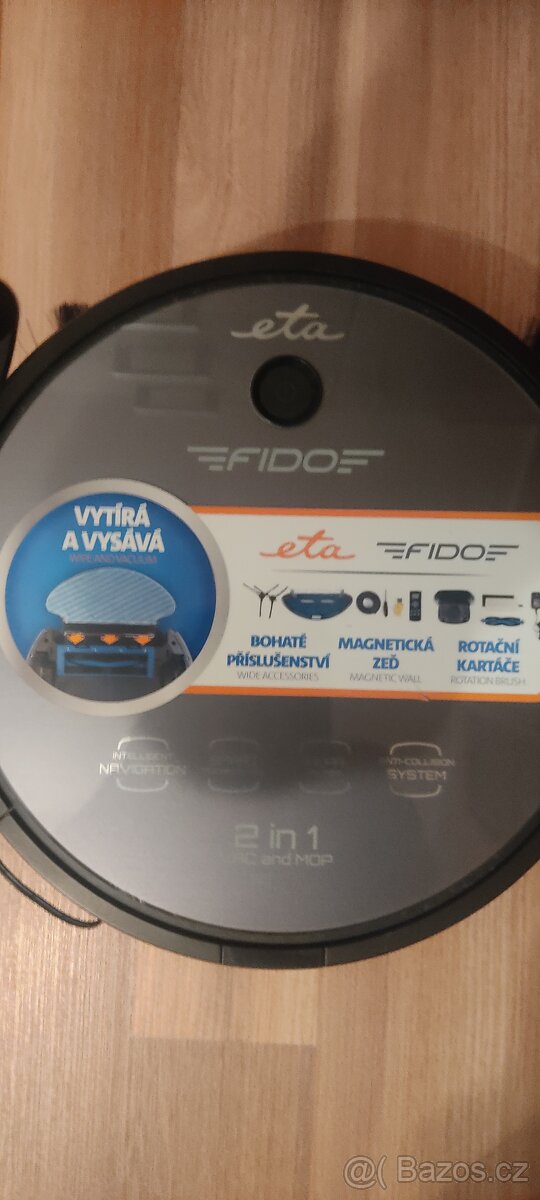 eta
FIDO
VYTÍRÁ
A VYSÁVÁ
WIPE AND VACUUM
eta FIDO
BOHATÉ
PŘÍSLUŠENSTVÍ
WIDE ACCESSORIES
MAGNETICKÁ
ZEĎ
MAGNETIC WALL
ROTAČNÍ
KARTÁČE
ROTATION BRUSH
INTELLIGENT
NAVIGATION
ANTI-COLLISION
SYSTEM
2 in 1
and MOP
@ Bazos.cz